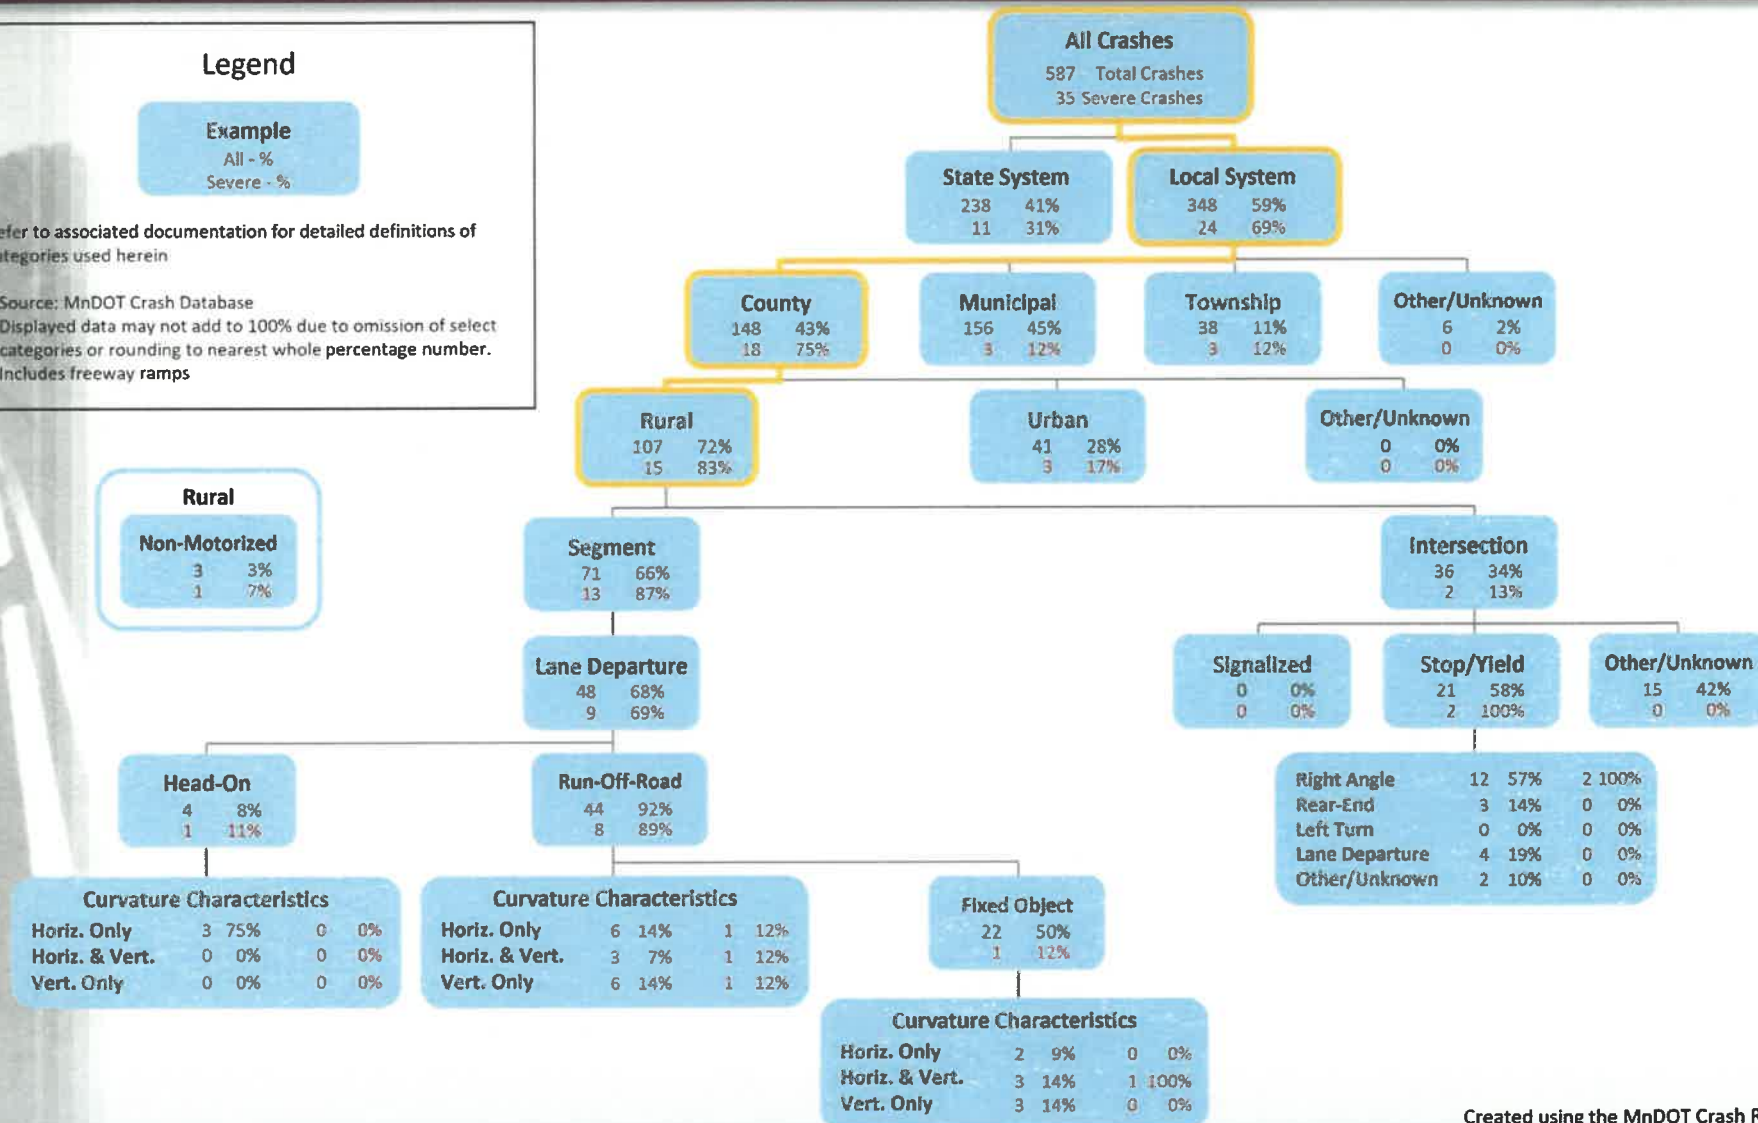 Legend
Example
All - %
Severe - %
to associated documentation for detailed definitions of
used herein
Source: MnDOT Crash Database
Displayed data may not add to 100% due to omission of select
categories or rounding to nearest whole percentage number.
Includes freeway ramps
All Crashes
587 Total Crashes
35 Severe Crashes
State System
238 41%
11 31%
Local System
348 59%
24 69%
County
148 43%
18 75%
Municipal
156 45%
3 12%
Township
38 11%
3 12%
Other/Unknown
6 2%
0 0%
Rural
107 72%
15 83%
Urban
41 28%
3 17%
Other/Unknown
0 0%
0 0%
Rural
Non-Motorized
3 3%
1 7%
Segment
71 66%
13 87%
Intersection
36 34%
2 13%
Lane Departure
48 68%
9 69%
Signalized
0 0%
0 0%
Stop/Yield
21 58%
2 100%
Other/Unknown
15 42%
0 0%
Head-On
4 8%
1 11%
Run-Off-Road
44 92%
8 89%
Right Angle 12 57% 2 100%
Rear-End 3 14% 0 0%
Left Turn 0 0% 0 0%
Lane Departure 4 19% 0 0%
Other/Unknown 2 10% 0 0%
Curvature Characteristics
Horiz. Only 3 75% 0 0%
Horiz. & Vert. 0 0% 0 0%
Vert. Only 0 0% 0 0%
Curvature Characteristics
Horiz. Only 6 14% 1 12%
Horiz. & Vert. 3 7% 1 12%
Vert. Only 6 14% 1 12%
Fixed Object
22 50%
1 12%
Curvature Characteristics
Horiz. Only 2 9% 0 0%
Horiz. & Vert. 3 14% 1 100%
Vert. Only 3 14% 0 0%
Created using the MnDOT Crash